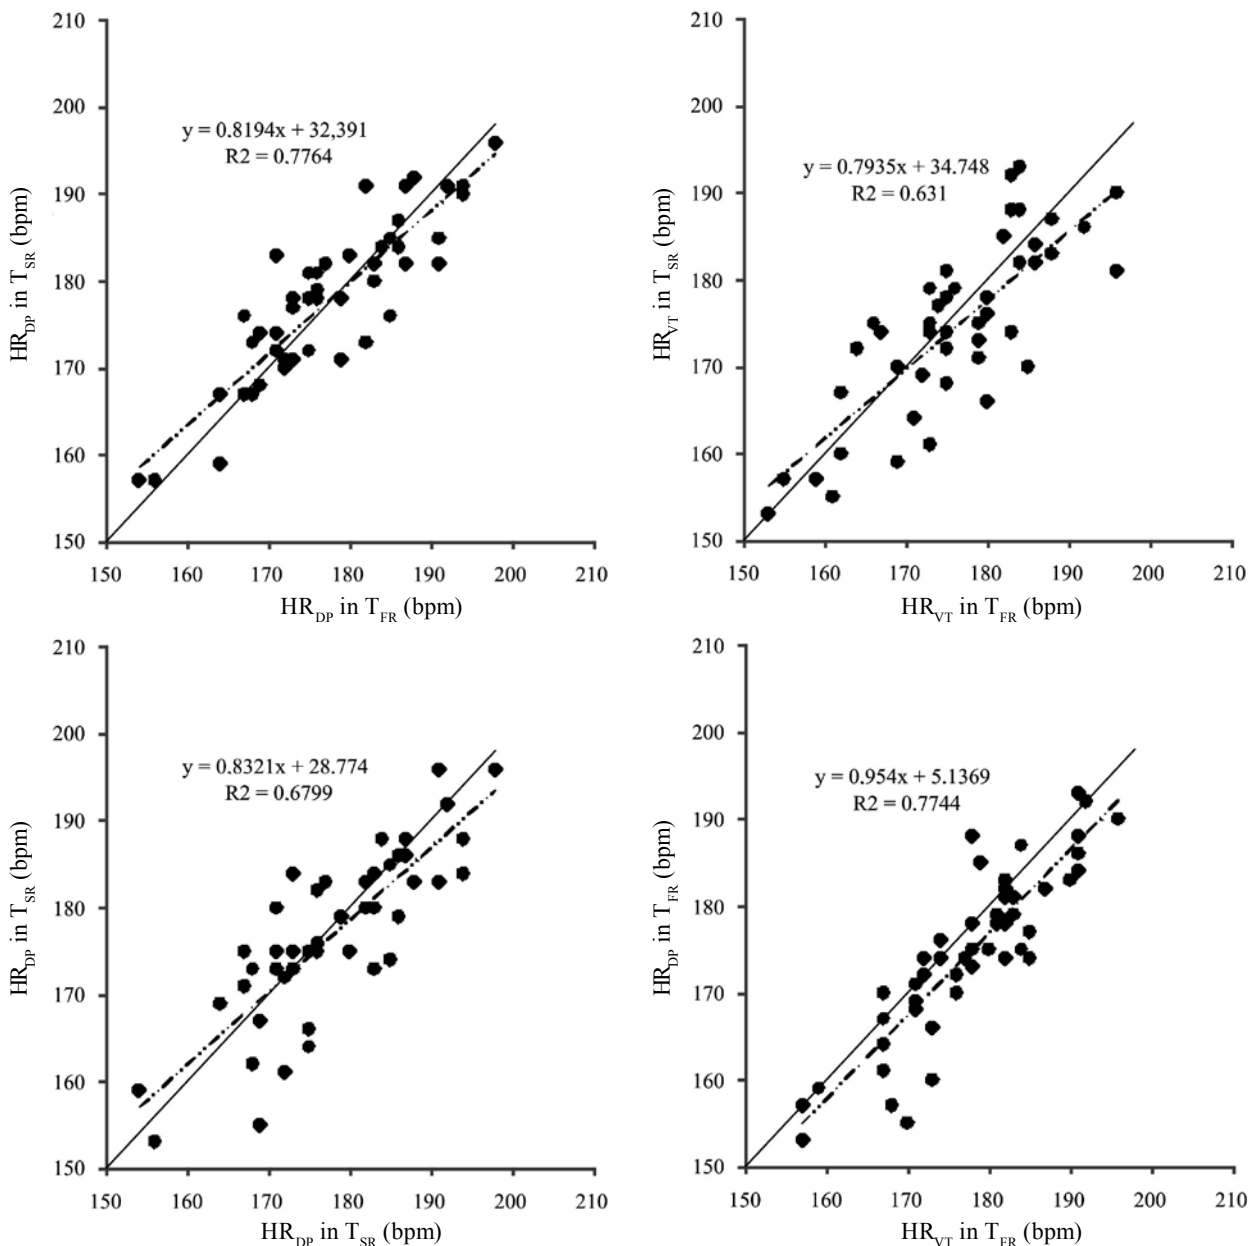 210
200
190
180
170
160
150
HR_DP in T_SR (bpm)
y = 0.8194x + 32,391
R2 = 0.7764
150 160 170 180 190 200 210
HR_DP in T_FR (bpm)
210
200
190
180
170
160
150
HR_VT in T_SR (bpm)
y = 0.7935x + 34.748
R2 = 0.631
150 160 170 180 190 200 210
HR_VT in T_FR (bpm)
210
200
190
180
170
160
150
HR_DP in T_SR (bpm)
y = 0.8321x + 28.774
R2 = 0.6799
150 160 170 180 190 200 210
HR_DP in T_SR (bpm)
210
200
190
180
170
160
150
HR_DP in T_FR (bpm)
y = 0.954x + 5.1369
R2 = 0.7744
150 160 170 180 190 200 210
HR_VT in T_FR (bpm)